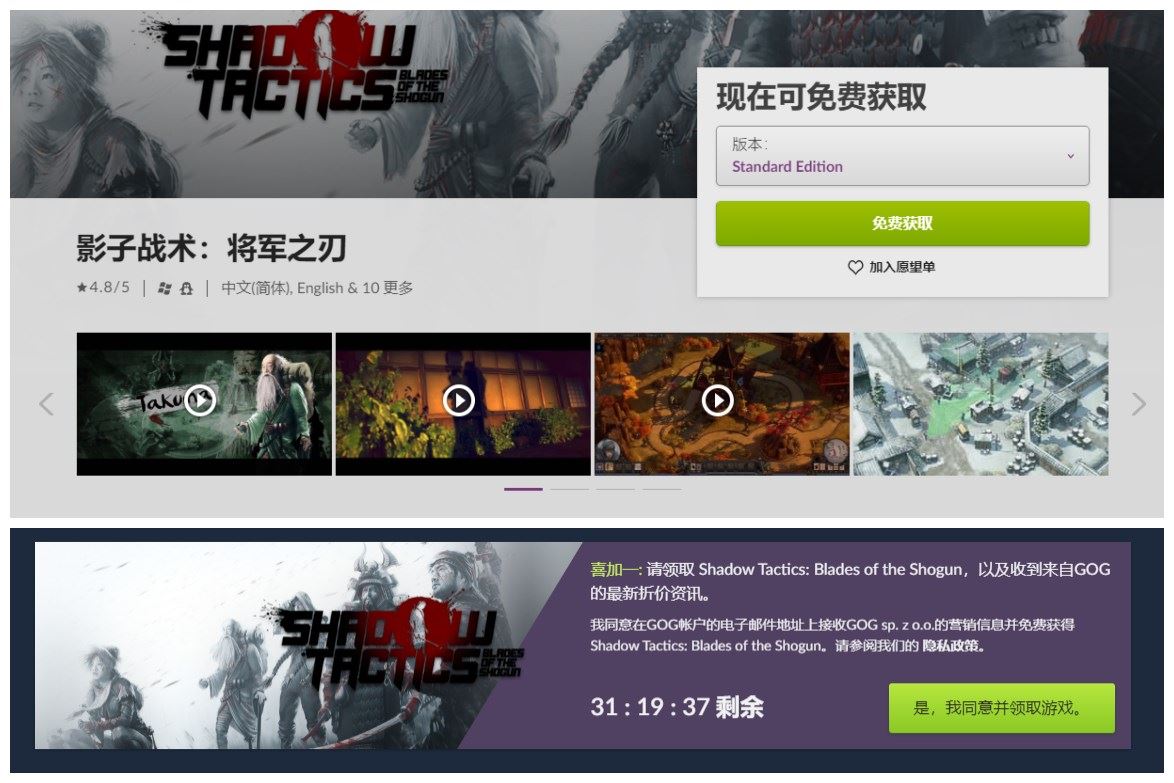 SHADOW
TACTICS
BLADES
OF THE
SHOGUN
现在可免费获取
版本:
Standard Edition
免费获取
加入愿望单
影子战术：将军之刃
★4.8/5 | | 中文(简体), English & 10 更多
Takuma
SHADOW
TACTICS
BLADES
OF THE
SHOGUN
喜加一: 请领取 Shadow Tactics: Blades of the Shogun，以及收到来自GOG
的最新折价资讯。
我同意在GOG帐户的电子邮件地址上接收GOG sp. z o.o.的营销信息并免费获得
Shadow Tactics: Blades of the Shogun。请参阅我们的 隐私政策。
31 : 19 : 37 剩余
是，我同意并领取游戏。